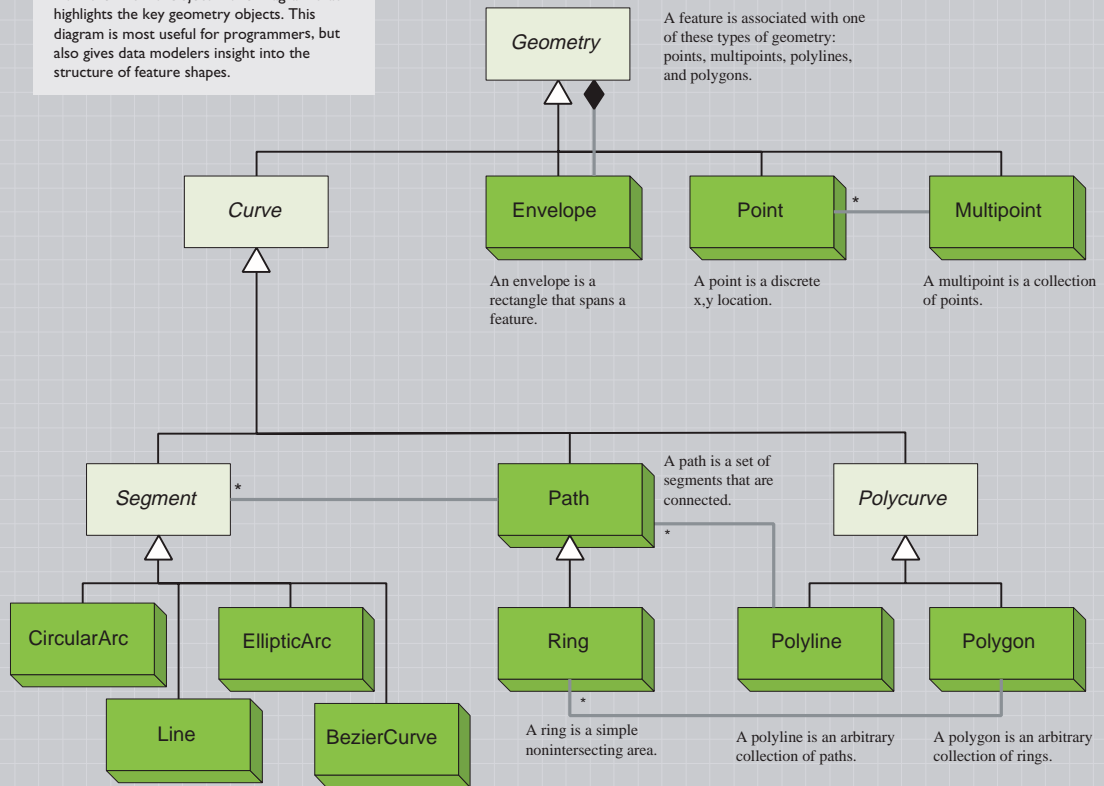 highlights the key geometry objects. This
diagram is most useful for programmers, but
also gives data modelers insight into the
structure of feature shapes.
Geometry
A feature is associated with one
of these types of geometry:
points, multipoints, polylines,
and polygons.
Curve
Envelope
Point
*
Multipoint
An envelope is a
rectangle that spans a
feature.
A point is a discrete
x,y location.
A multipoint is a collection
of points.
Segment
*
Path
A path is a set of
segments that are
connected.
*
Polycurve
CircularArc
EllipticArc
Ring
Polyline
Polygon
Line
BezierCurve
*
A ring is a simple
nonintersecting area.
A polyline is an arbitrary
collection of paths.
A polygon is an arbitrary
collection of rings.